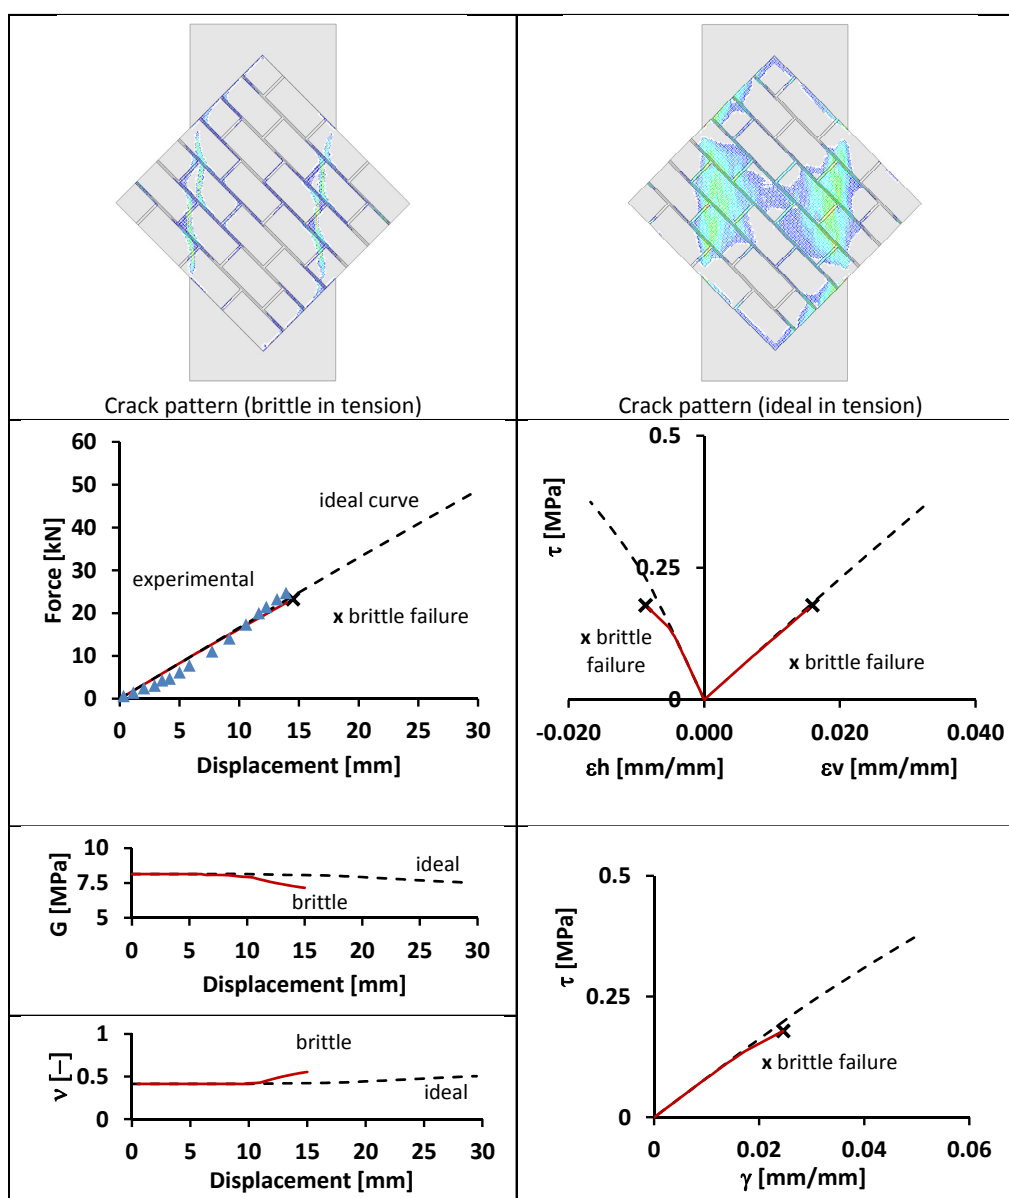 Crack pattern (brittle in tension)
Crack pattern (ideal in tension)
60
50
40
30
20
10
0
Force [kN]
ideal curve
experimental
x brittle failure
0 5 10 15 20 25 30
Displacement [mm]
0.5
0.25
0
τ [MPa]
x brittle
failure
x brittle failure
-0.020 0.000 0.020 0.040
εh [mm/mm] εv [mm/mm]
10
7.5
5
G [MPa]
ideal
brittle
0 5 10 15 20 25 30
Displacement [mm]
1
0.5
0
ν [–]
brittle
ideal
0 5 10 15 20 25 30
Displacement [mm]
0.5
0.25
0
τ [MPa]
x brittle failure
0 0.02 0.04 0.06
γ [mm/mm]